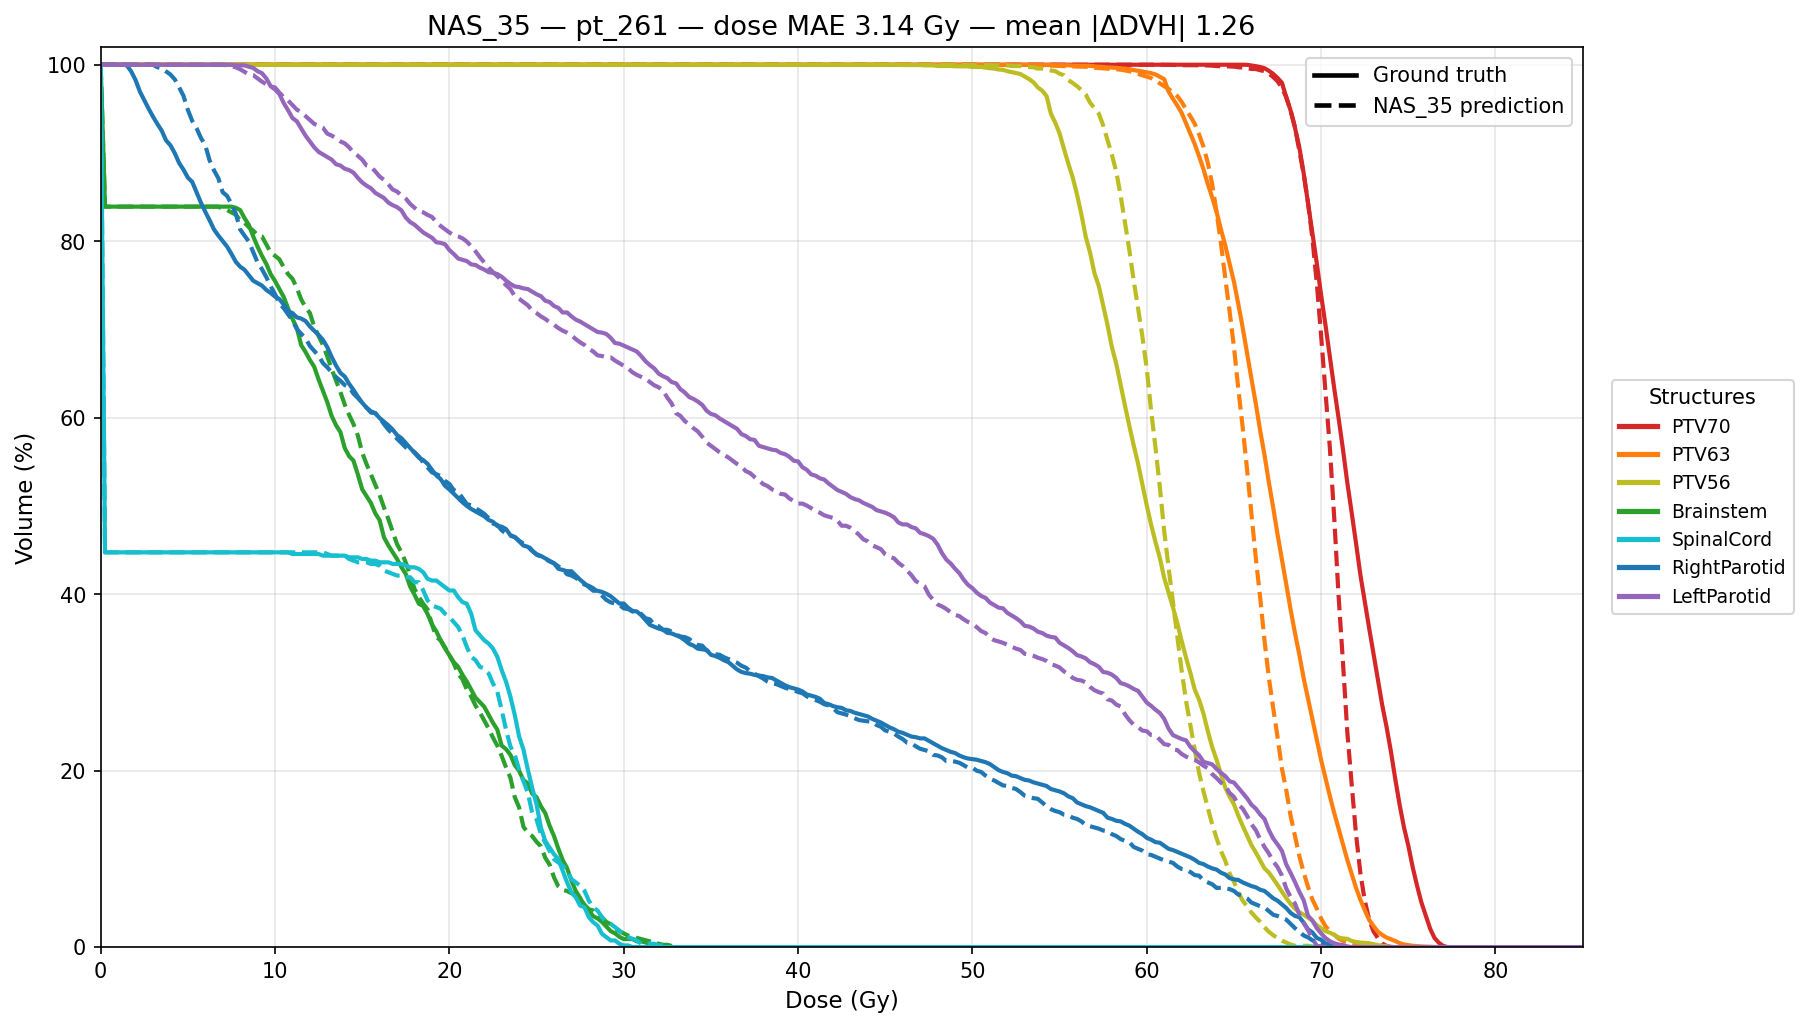 NAS_35 — pt_261 — dose MAE 3.14 Gy — mean |ΔDVH| 1.26
Ground truth
NAS_35 prediction
100
80
60
40
20
0
Volume (%)
0 10 20 30 40 50 60 70 80
Dose (Gy)
Structures
PTV70
PTV63
PTV56
Brainstem
SpinalCord
RightParotid
LeftParotid